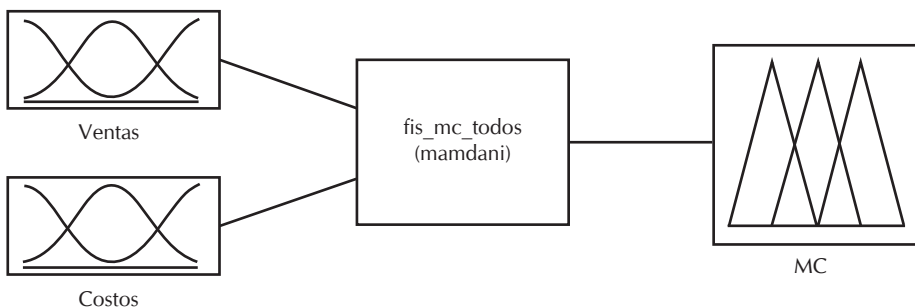 Ventas
fis_mc_todos
(mamdani)
MC
Costos